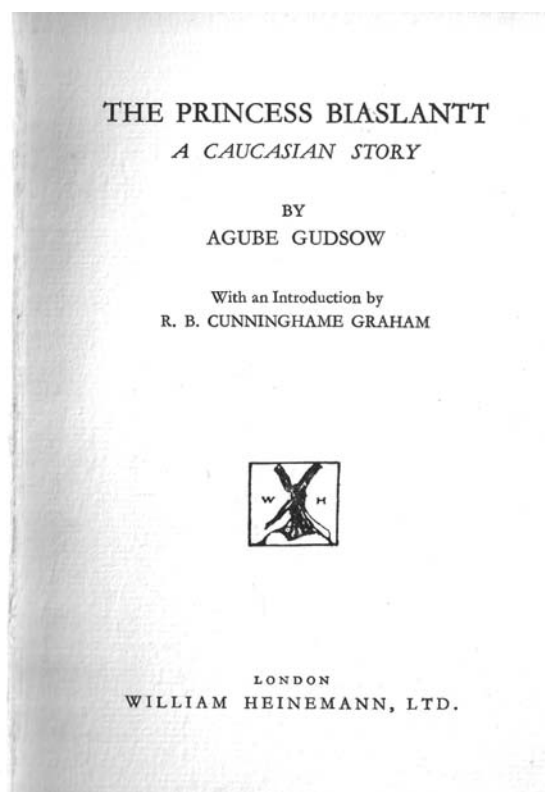 THE PRINCESS BIASLANTT
A CAUCASIAN STORY
BY
AGUBE GUDSOW
With an Introduction by
R. B. CUNNINGHAME GRAHAM
W H
LONDON
WILLIAM HEINEMANN, LTD.